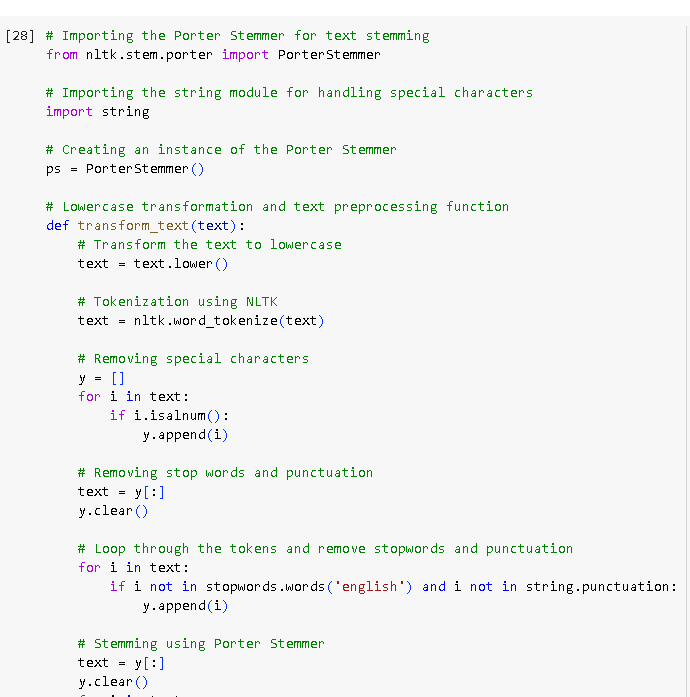 [28] # Importing the Porter Stemmer for text stemming
from nltk.stem.porter import PorterStemmer
# Importing the string module for handling special characters
import string
# Creating an instance of the Porter Stemmer
ps = PorterStemmer()
# Lowercase transformation and text preprocessing function
def transform_text(text):
# Transform the text to lowercase
text = text.lower()
# Tokenization using NLTK
text = nltk.word_tokenize(text)
# Removing special characters
y = []
for i in text:
if i.isalnum():
y.append(i)
# Removing stop words and punctuation
text = y[:]
y.clear()
# Loop through the tokens and remove stopwords and punctuation
for i in text:
if i not in stopwords.words('english') and i not in string.punctuation:
y.append(i)
# Stemming using Porter Stemmer
text = y[:]
y.clear()